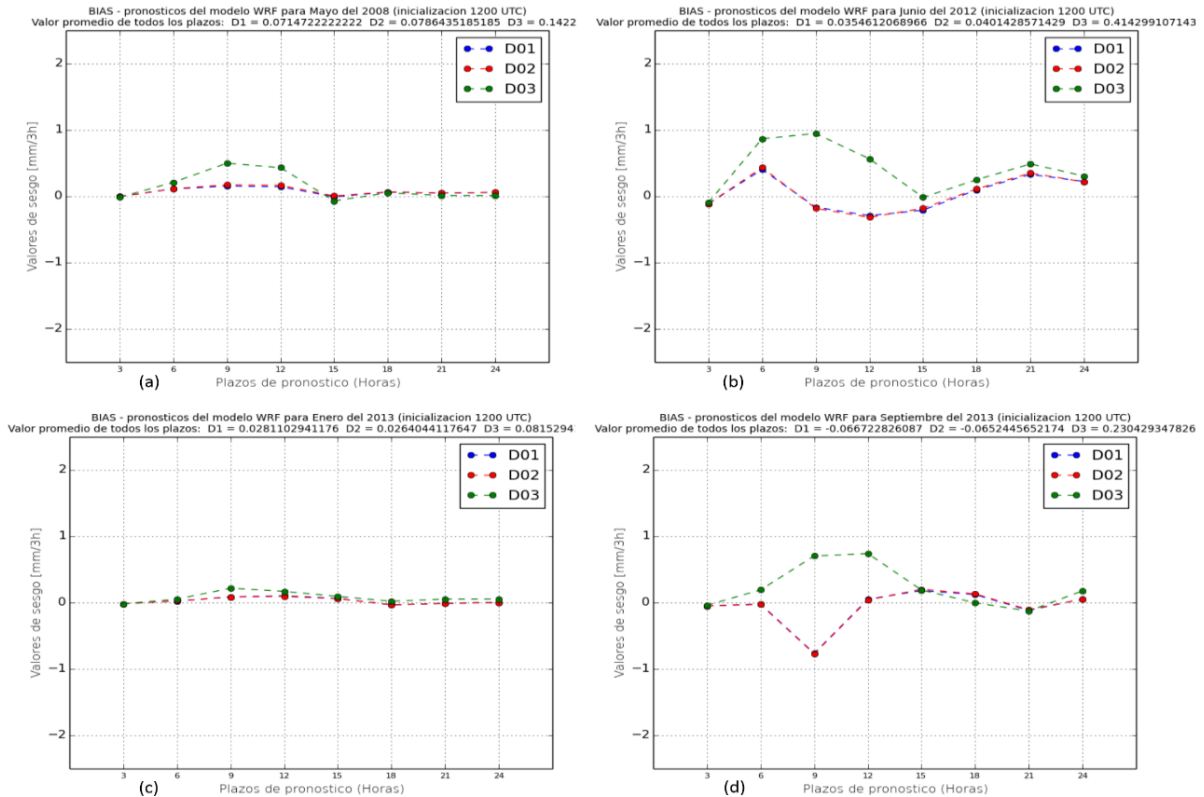 BIAS - pronosticos del modelo WRF para Mayo del 2008 (inicializacion 1200 UTC)
Valor promedio de todos los plazos: D1 = 0.0714722222222 D2 = 0.0786435185185 D3 = 0.1422
Valores de sesgo [mm/3h]
2
1
0
−1
−2
D01
D02
D03
3 6 9 12 15 18 21 24
(a)
Plazos de pronostico (Horas)
BIAS - pronosticos del modelo WRF para Junio del 2012 (inicializacion 1200 UTC)
Valor promedio de todos los plazos: D1 = 0.0354612068966 D2 = 0.0401428571429 D3 = 0.414299107143
Valores de sesgo [mm/3h]
2
1
0
−1
−2
D01
D02
D03
3 6 9 12 15 18 21 24
(b)
Plazos de pronostico (Horas)
BIAS - pronosticos del modelo WRF para Enero del 2013 (inicializacion 1200 UTC)
Valor promedio de todos los plazos: D1 = 0.0281102941176 D2 = 0.0264044117647 D3 = 0.0815294
Valores de sesgo [mm/3h]
2
1
0
−1
−2
D01
D02
D03
3 6 9 12 15 18 21 24
(c)
Plazos de pronostico (Horas)
BIAS - pronosticos del modelo WRF para Septiembre del 2013 (inicializacion 1200 UTC)
Valor promedio de todos los plazos: D1 = -0.066722826087 D2 = -0.0652445652174 D3 = 0.230429347826
Valores de sesgo [mm/3h]
2
1
0
−1
−2
D01
D02
D03
3 6 9 12 15 18 21 24
(d)
Plazos de pronostico (Horas)